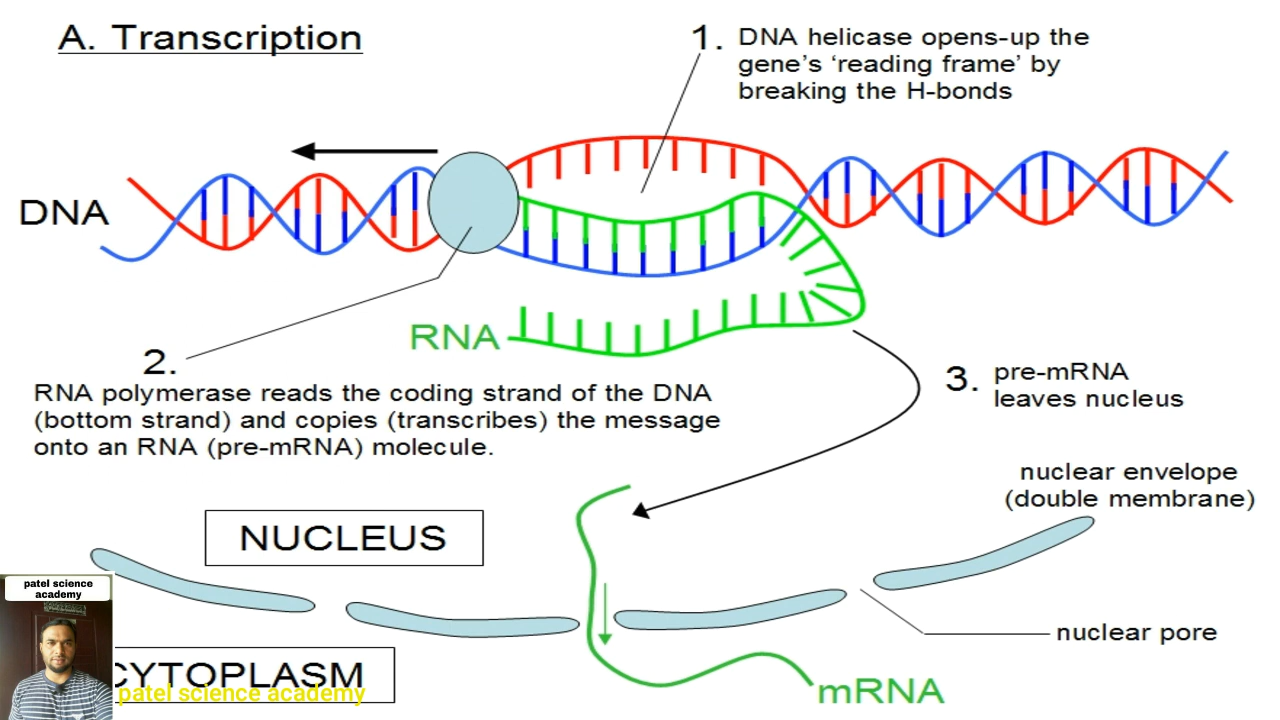 A. Transcription
1. DNA helicase opens-up the
gene's 'reading frame' by
breaking the H-bonds
DNA
RNA
2.
RNA polymerase reads the coding strand of the DNA
(bottom strand) and copies (transcribes) the message
onto an RNA (pre-mRNA) molecule.
3. pre-mRNA
leaves nucleus
nuclear envelope
(double membrane)
NUCLEUS
patel science
academy
nuclear pore
CYTOPLASM
patel science academy
mRNA